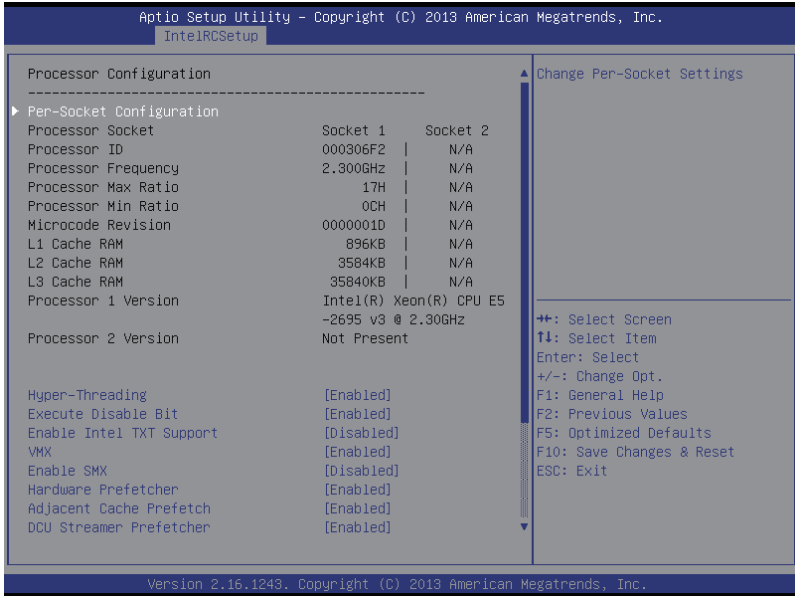 Aptio Setup Utility – Copyright (C) 2013 American Megatrends, Inc.
IntelRCSetup
Processor Configuration
--------------------------------------------------
Per-Socket Configuration
Processor Socket Socket 1 Socket 2
Processor ID 000306F2 | N/A
Processor Frequency 2.300GHz | N/A
Processor Max Ratio 17H | N/A
Processor Min Ratio 0CH | N/A
Microcode Revision 0000001D | N/A
L1 Cache RAM 896KB | N/A
L2 Cache RAM 3584KB | N/A
L3 Cache RAM 35840KB | N/A
Processor 1 Version Intel(R) Xeon(R) CPU E5
-2695 v3 @ 2.30GHz
Processor 2 Version Not Present
Hyper-Threading [Enabled]
Execute Disable Bit [Enabled]
Enable Intel TXT Support [Disabled]
VMX [Enabled]
Enable SMX [Disabled]
Hardware Prefetcher [Enabled]
Adjacent Cache Prefetch [Enabled]
DCU Streamer Prefetcher [Enabled]
Change Per-Socket Settings
→←: Select Screen
↑↓: Select Item
Enter: Select
+/-: Change Opt.
F1: General Help
F2: Previous Values
F5: Optimized Defaults
F10: Save Changes & Reset
ESC: Exit
Version 2.16.1243. Copyright (C) 2013 American Megatrends, Inc.